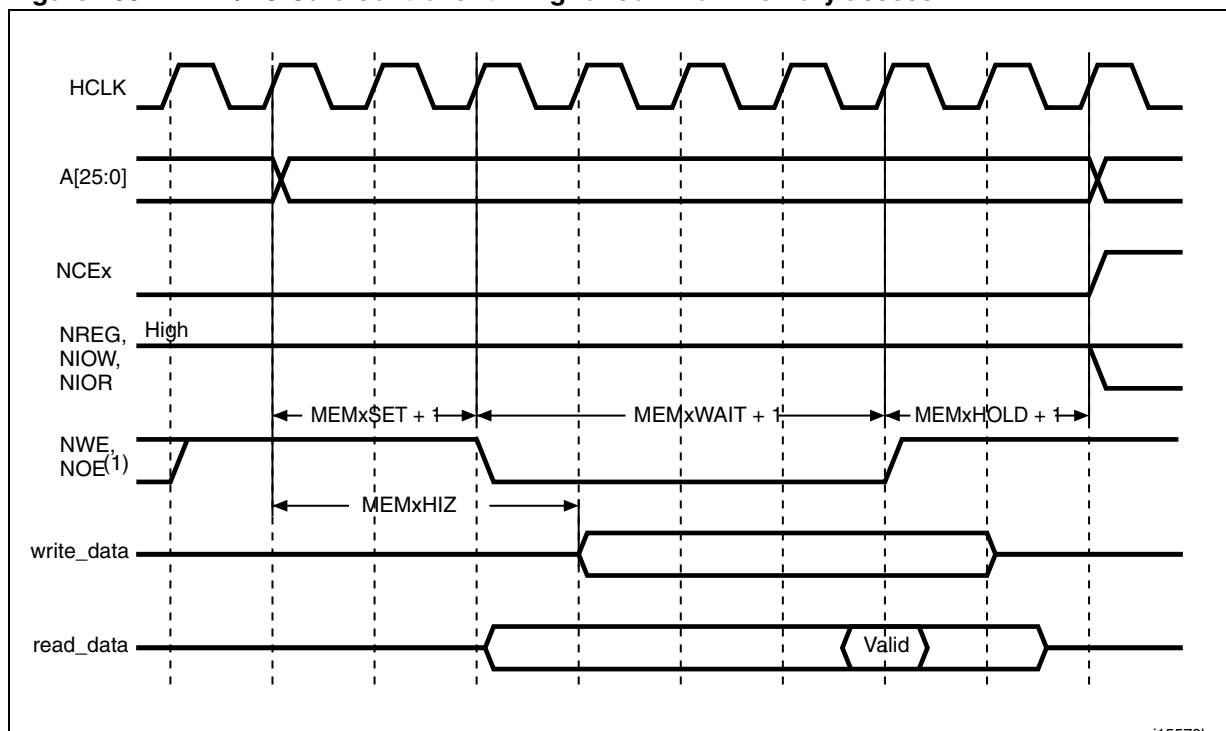 HCLK
A[25:0]
NCEx
NREG,
NIOW,
NIOR
High
MEMxSET + 1
MEMxWAIT + 1
MEMxHOLD + 1
NWE,
NOE(1)
MEMxHIZ
write_data
read_data
Valid